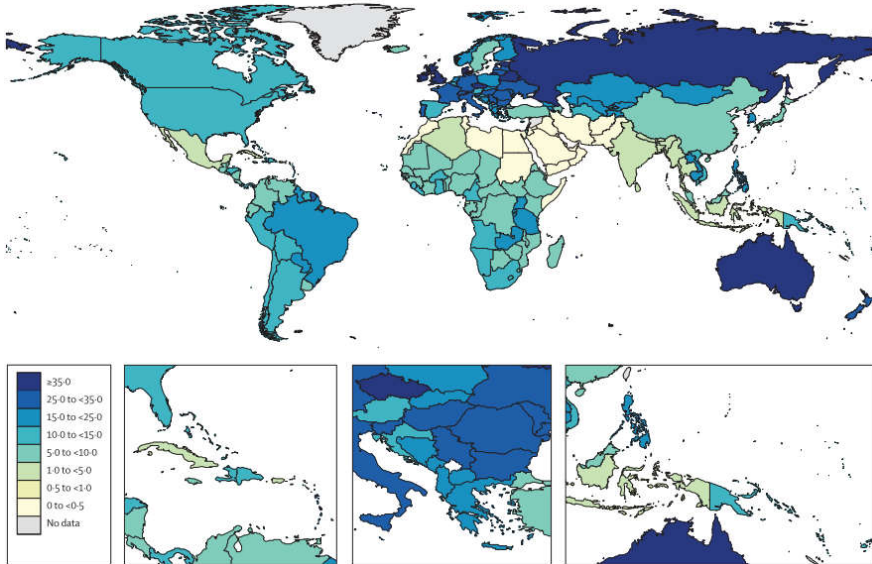 ≥35·0
25·0 to <35·0
15·0 to <25·0
10·0 to <15·0
5·0 to <10·0
1·0 to <5·0
0·5 to <1·0
0 to <0·5
No data